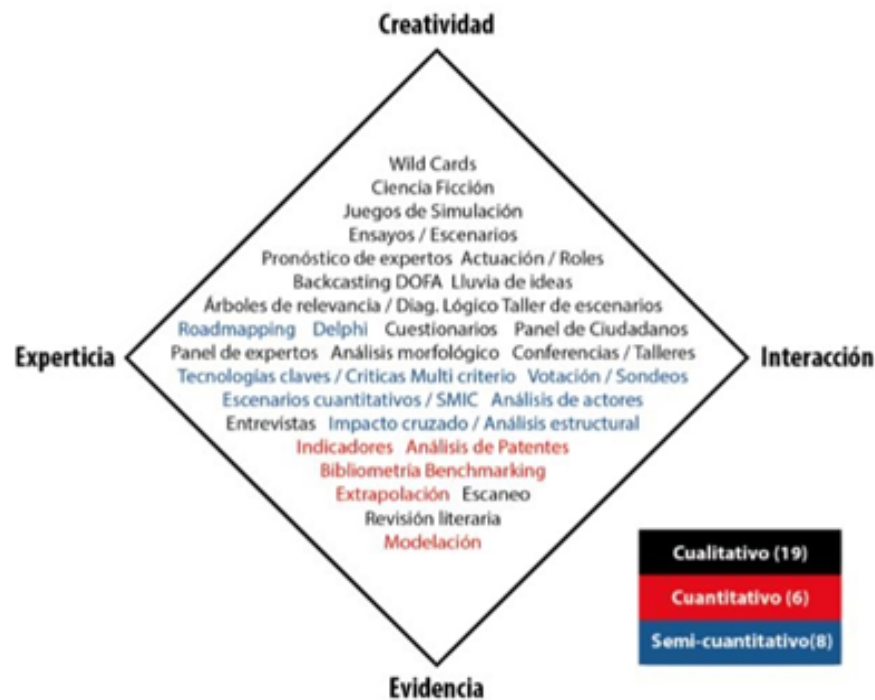 Creatividad
Wild Cards
Ciencia Ficción
Juegos de Simulación
Ensayos / Escenarios
Pronóstico de expertos Actuación / Roles
Backcasting DOFA Lluvia de ideas
Árboles de relevancia / Diag. Lógico Taller de escenarios
Roadmapping Delphi Cuestionarios Panel de Ciudadanos
Experticia
Panel de expertos Análisis morfológico Conferencias / Talleres
Interacción
Tecnologías claves / Criticas Multi criterio Votación / Sondeos
Escenarios cuantitativos / SMIC Análisis de actores
Entrevistas Impacto cruzado / Análisis estructural
Indicadores Análisis de Patentes
Bibliometría Benchmarking
Extrapolación Escaneo
Revisión literaria
Modelación
Cualitativo (19)
Cuantitativo (6)
Semi-cuantitativo(8)
Evidencia